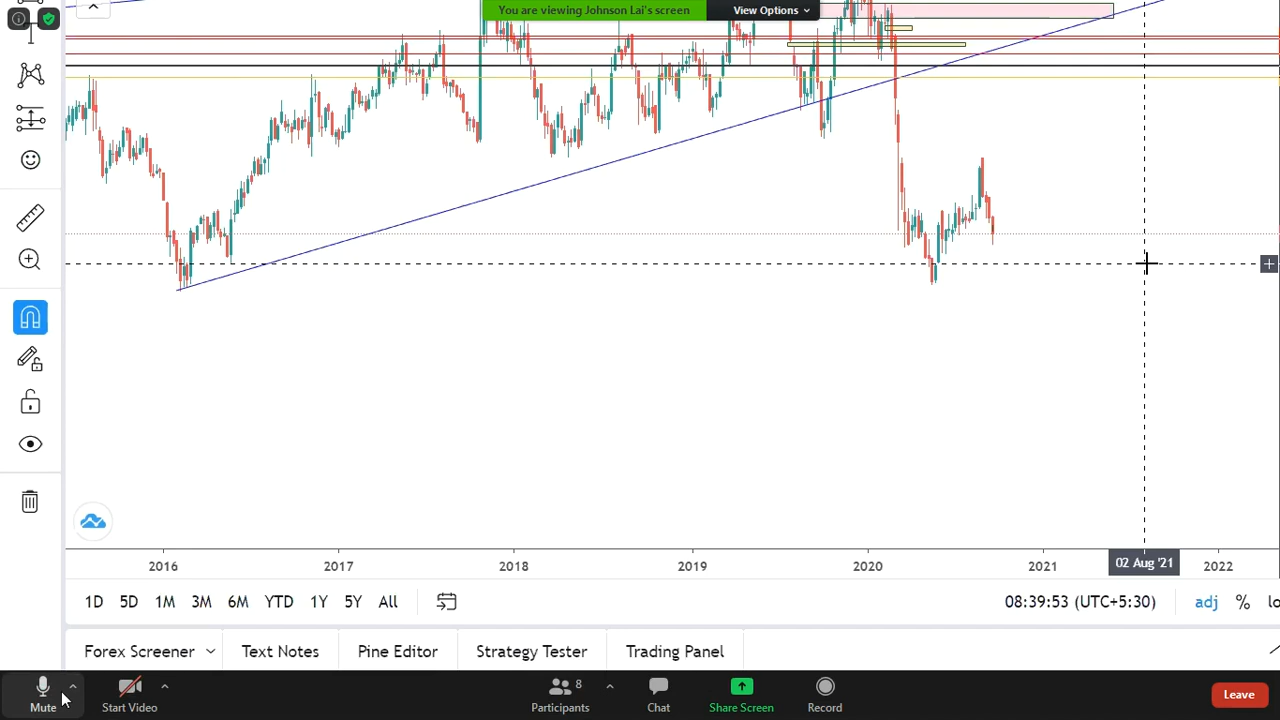 You are viewing Johnson Lai's screen
View Options
2016
2017
2018
2019
2020
2021
02 Aug '21
2022
1D
5D
1M
3M
6M
YTD
1Y
5Y
All
08:39:53 (UTC+5:30)
adj
%
lo
Forex Screener
Text Notes
Pine Editor
Strategy Tester
Trading Panel
Mute
Start Video
8
Participants
Chat
Share Screen
Record
Leave